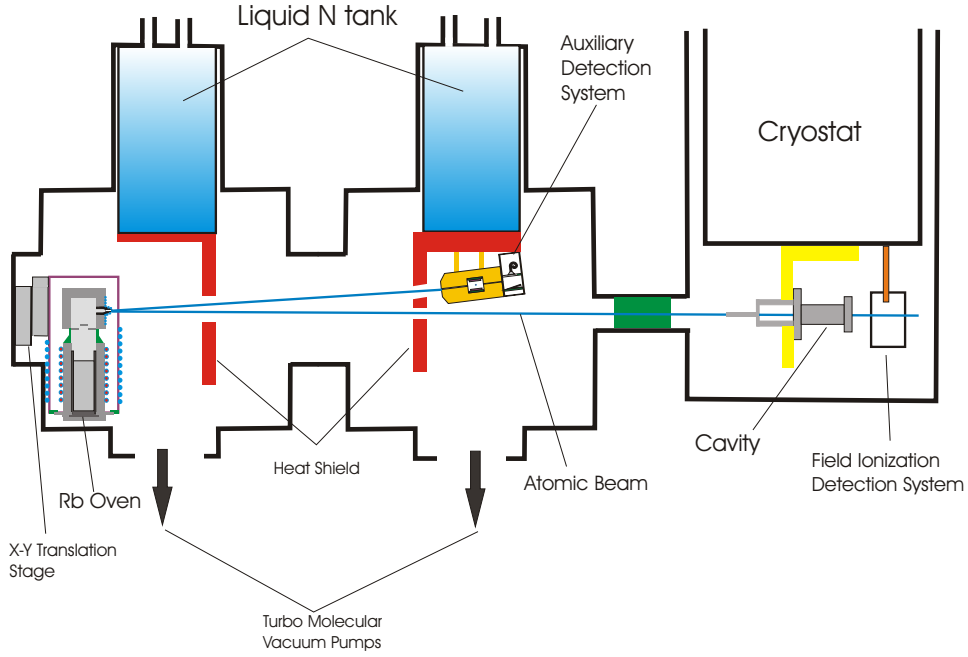 Liquid N tank
Auxiliary
Detection
System
Cryostat
Cavity
Field Ionization
Detection System
Heat Shield
Atomic Beam
Rb Oven
X-Y Translation
Stage
Turbo Molecular
Vacuum Pumps